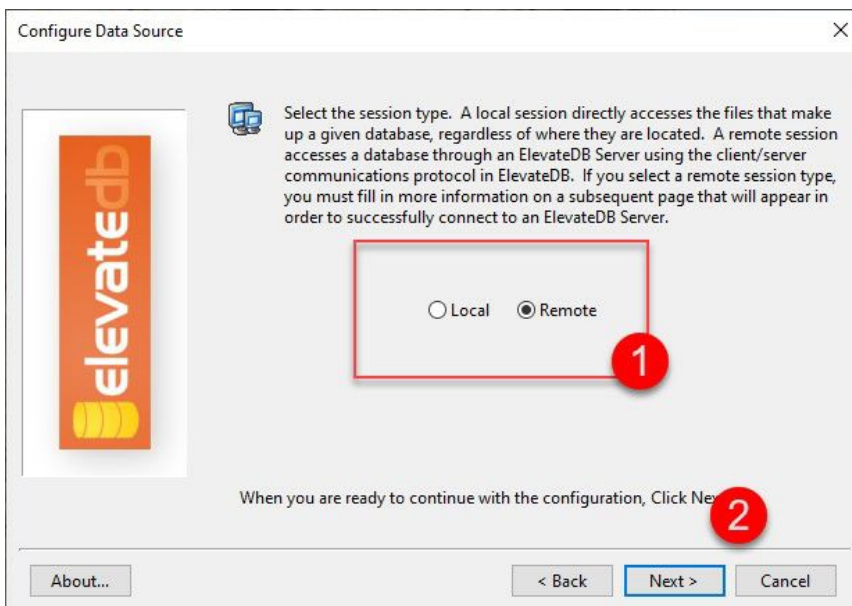 Configure Data Source
Select the session type. A local session directly accesses the files that make
up a given database, regardless of where they are located. A remote session
accesses a database through an ElevateDB Server using the client/server
communications protocol in ElevateDB. If you select a remote session type,
you must fill in more information on a subsequent page that will appear in
order to successfully connect to an ElevateDB Server.
elevatedb
Local Remote
1
When you are ready to continue with the configuration, Click
2
About... < Back Next > Cancel